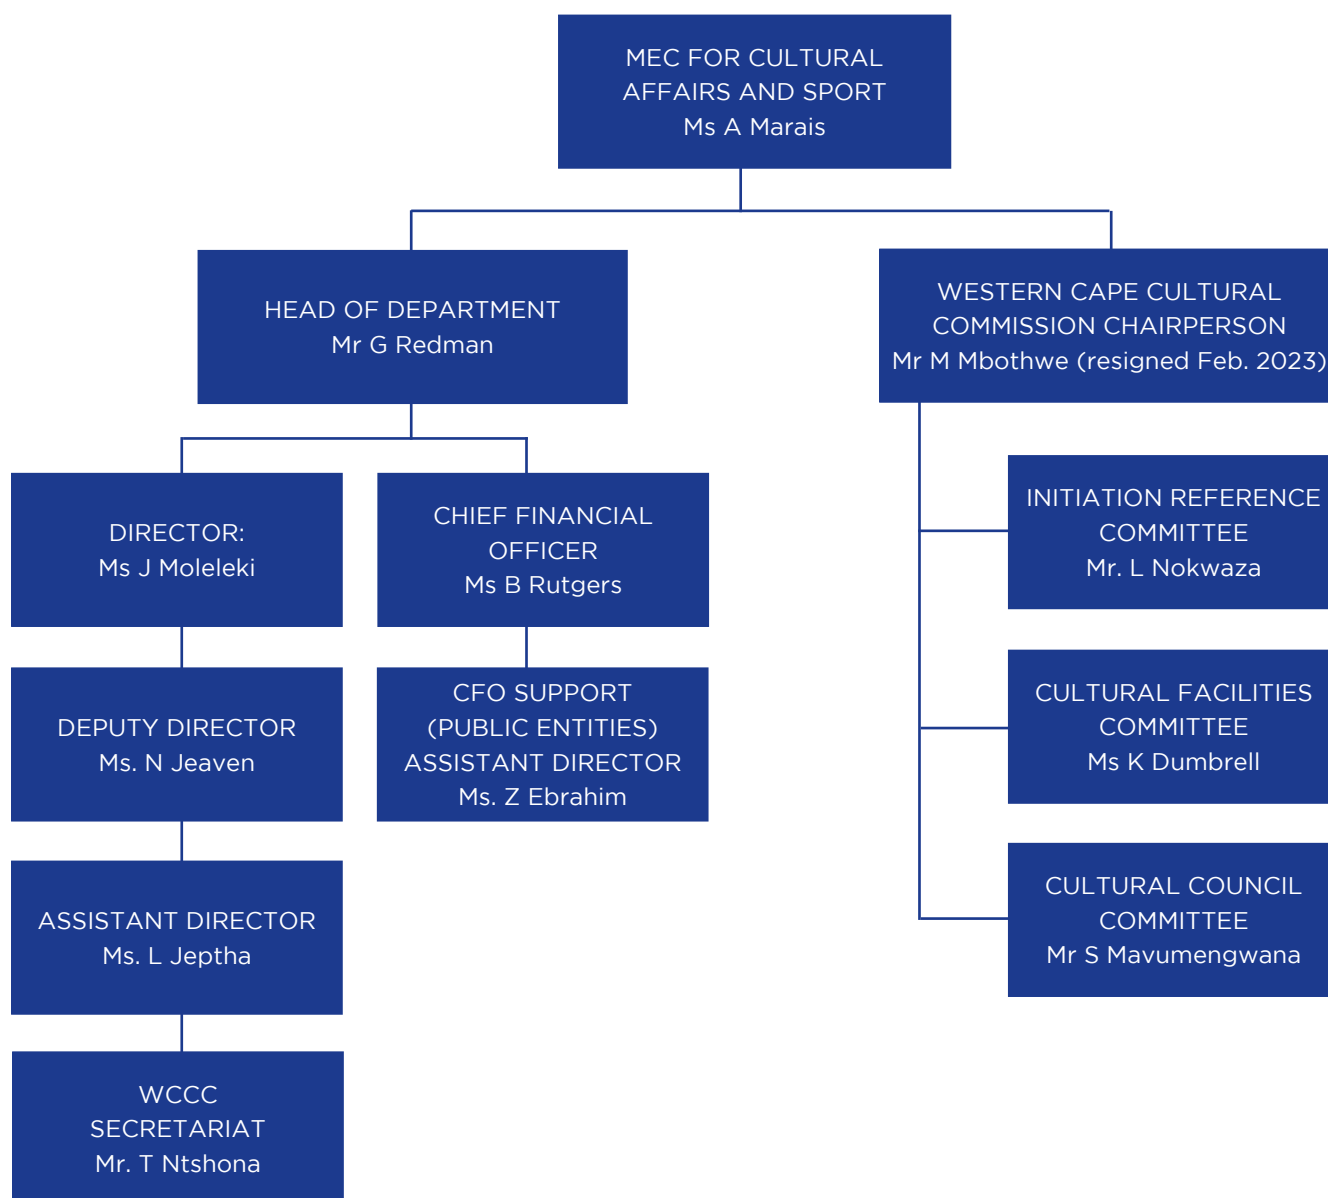 MEC FOR CULTURAL
AFFAIRS AND SPORT
Ms A Marais
HEAD OF DEPARTMENT
Mr G Redman
WESTERN CAPE CULTURAL
COMMISSION CHAIRPERSON
Mr M Mbothwe (resigned Feb. 2023)
DIRECTOR:
Ms J Moleleki
CHIEF FINANCIAL
OFFICER
Ms B Rutgers
INITIATION REFERENCE
COMMITTEE
Mr. L Nokwaza
DEPUTY DIRECTOR
Ms. N Jeaven
CFO SUPPORT
(PUBLIC ENTITIES)
ASSISTANT DIRECTOR
Ms. Z Ebrahim
CULTURAL FACILITIES
COMMITTEE
Ms K Dumbrell
ASSISTANT DIRECTOR
Ms. L Jeptha
CULTURAL COUNCIL
COMMITTEE
Mr S Mavumengwana
WCCC
SECRETARIAT
Mr. T Ntshona